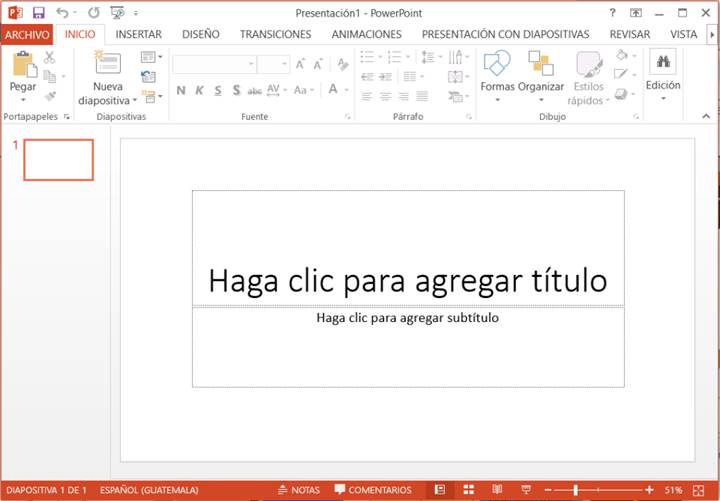 Presentación1 - PowerPoint
ARCHIVO INICIO INSERTAR DISEÑO TRANSICIONES ANIMACIONES PRESENTACIÓN CON DIAPOSITIVAS REVISAR VISTA
Pegar
Nueva
diapositiva
N K S S abc AV Aa A
Formas Organizar Estilos
rápidos
Edición
Portapapeles Diapositivas Fuente Párrafo Dibujo
1
Haga clic para agregar título
Haga clic para agregar subtítulo
DIAPOSITIVA 1 DE 1 ESPAÑOL (GUATEMALA) NOTAS COMENTARIOS 51%